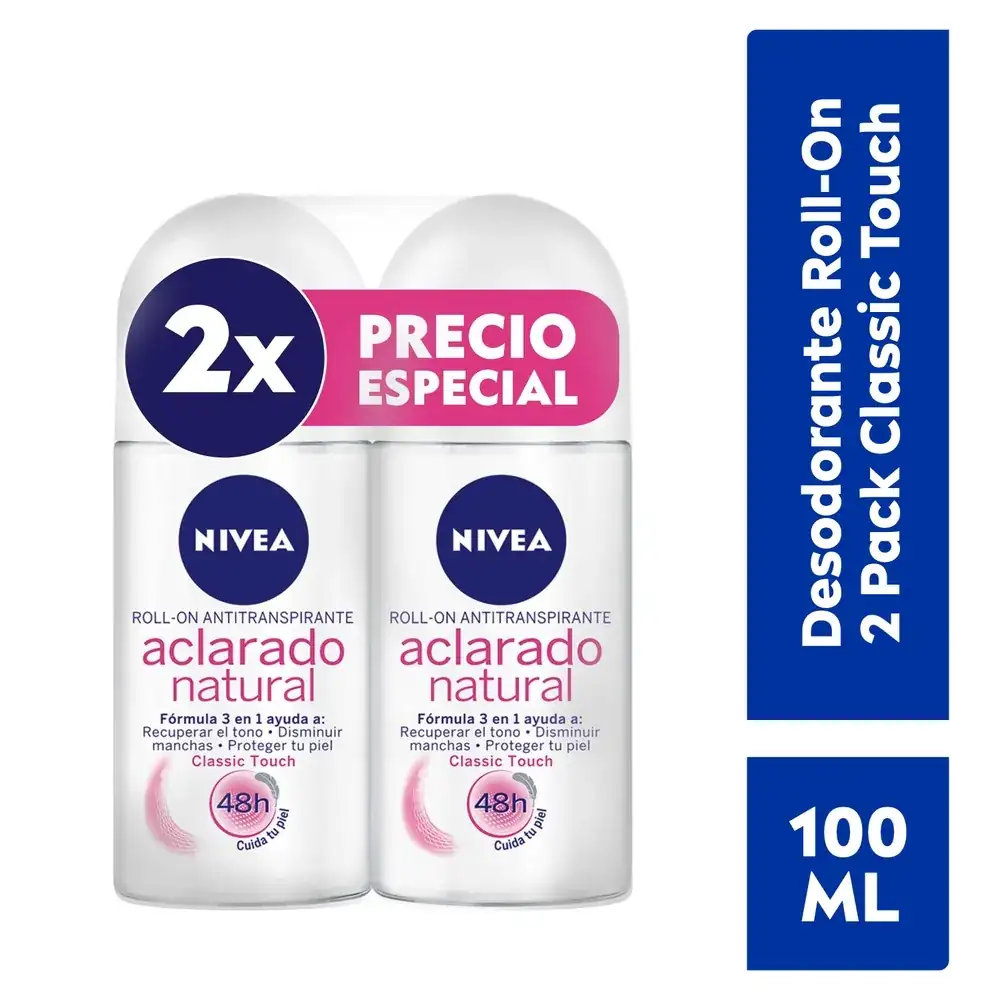 2x
PRECIO
ESPECIAL
NIVEA
ROLL-ON ANTITRANSPIRANTE
aclarado
natural
Fórmula 3 en 1 ayuda a:
Recuperar el tono • Disminuir
manchas • Proteger tu piel
Classic Touch
48h
Cuida tu piel
NIVEA
ROLL-ON ANTITRANSPIRANTE
aclarado
natural
Fórmula 3 en 1 ayuda a:
Recuperar el tono • Disminuir
manchas • Proteger tu piel
Classic Touch
48h
Cuida tu piel
Desodorante Roll-On
2 Pack Classic Touch
100
ML